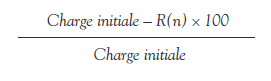 Charge initiale – R(n) × 100
Charge initiale